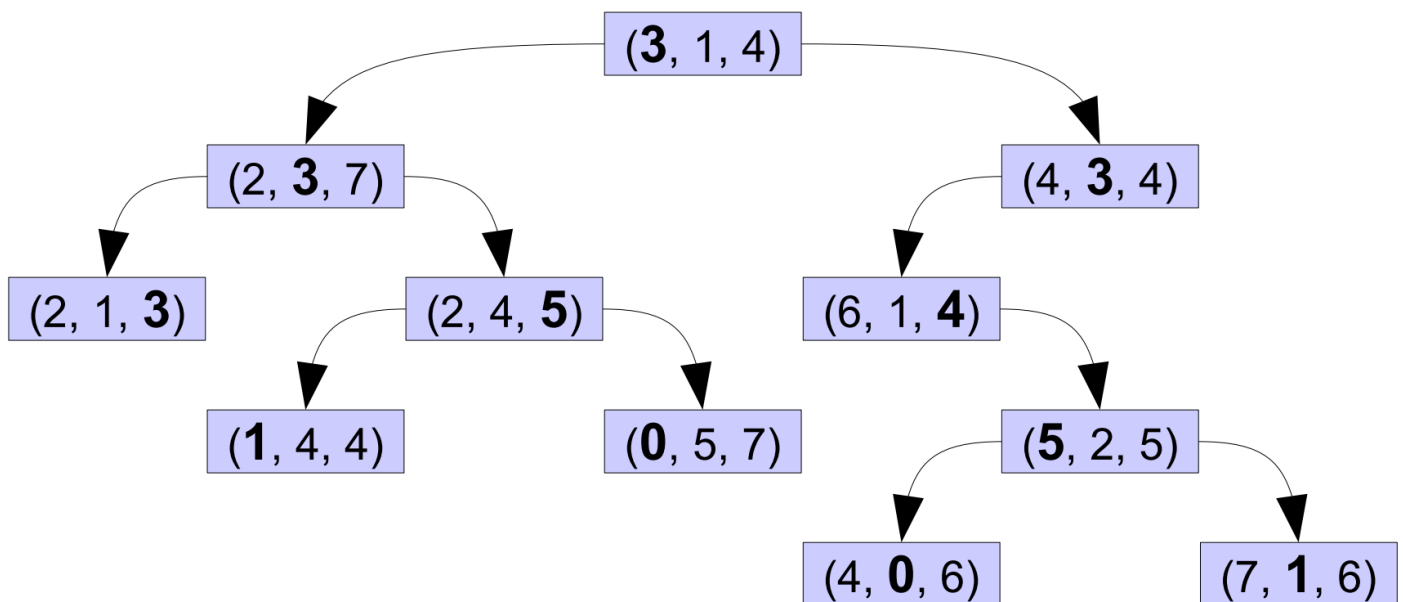 (3, 1, 4)
(2, 3, 7)
(4, 3, 4)
(2, 1, 3)
(2, 4, 5)
(6, 1, 4)
(1, 4, 4)
(0, 5, 7)
(5, 2, 5)
(4, 0, 6)
(7, 1, 6)